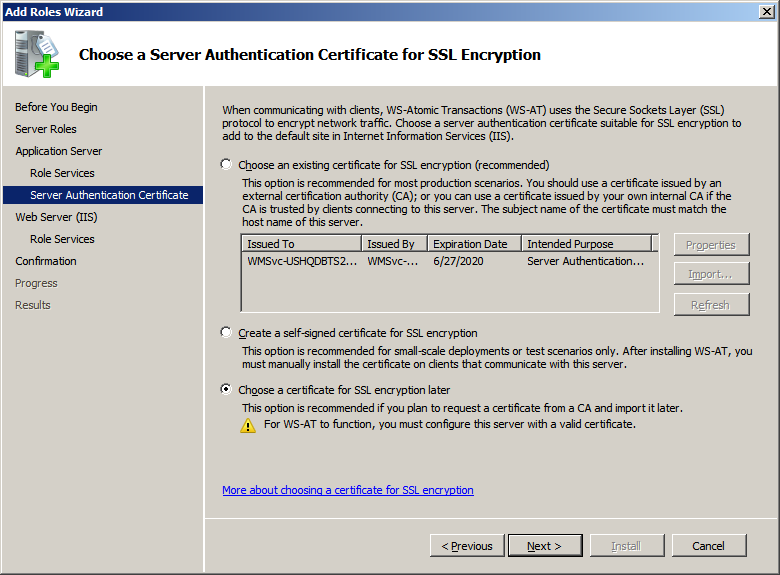 Add Roles Wizard
Choose a Server Authentication Certificate for SSL Encryption
Before You Begin
Server Roles
Application Server
Role Services
Server Authentication Certificate
Web Server (IIS)
Role Services
Confirmation
Progress
Results
When communicating with clients, WS-Atomic Transactions (WS-AT) uses the Secure Sockets Layer (SSL)
protocol to encrypt network traffic. Choose a server authentication certificate suitable for SSL encryption to
add to the default site in Internet Information Services (IIS).
Choose an existing certificate for SSL encryption (recommended)
This option is recommended for most production scenarios. You should use a certificate issued by an
external certification authority (CA); or you can use a certificate issued by your own internal CA if the
CA is trusted by clients connecting to this server. The subject name of the certificate must match the
host name of this server.
Issued To Issued By Expiration Date Intended Purpose
WMSvc-USHQDBTS2... WMSvc-... 6/27/2020 Server Authentication...
Properties
Import...
Refresh
Create a self-signed certificate for SSL encryption
This option is recommended for small-scale deployments or test scenarios only. After installing WS-AT, you
must manually install the certificate on clients that communicate with this server.
Choose a certificate for SSL encryption later
This option is recommended if you plan to request a certificate from a CA and import it later.
For WS-AT to function, you must configure this server with a valid certificate.
More about choosing a certificate for SSL encryption
< Previous Next > Install Cancel